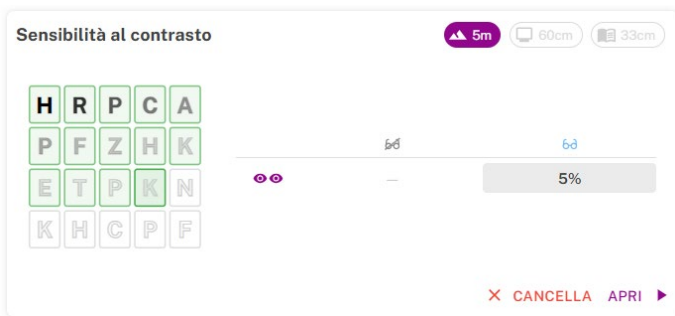 Sensibilità al contrasto
5m 60cm 33cm
H R P C A
P F Z H K
E T P K N
K H C P F
— 5%
CANCELLA APRI